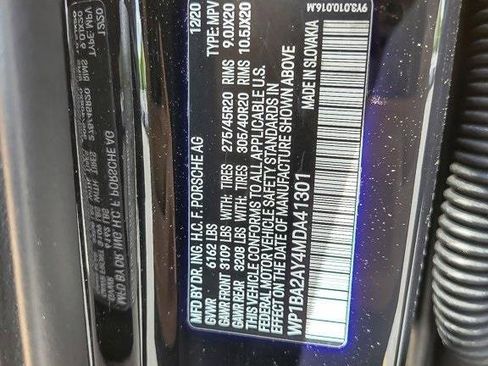 MFD BY DR. ING. H.C. F. PORSCHE AG 12/20
GVWR 6162 LBS TYPE: MPV
GAWR FRONT LBS WITH TIRES 275/45R20 RIMS 9.0JX20
GAWR REAR 3208 LBS WITH TIRES 305/40R20 RIMS 10.5JX20
THIS VEHICLE CONFORMS TO ALL APPLICABLE U.S.
FEDERAL MOTOR VEHICLE SAFETY STANDARDS IN
EFFECT ON THE DATE OF MANUFACTURE SHOWN ABOVE
WP1BA2AY4MDA41301 MADE IN SLOVAKIA
9Y3.010.016.M